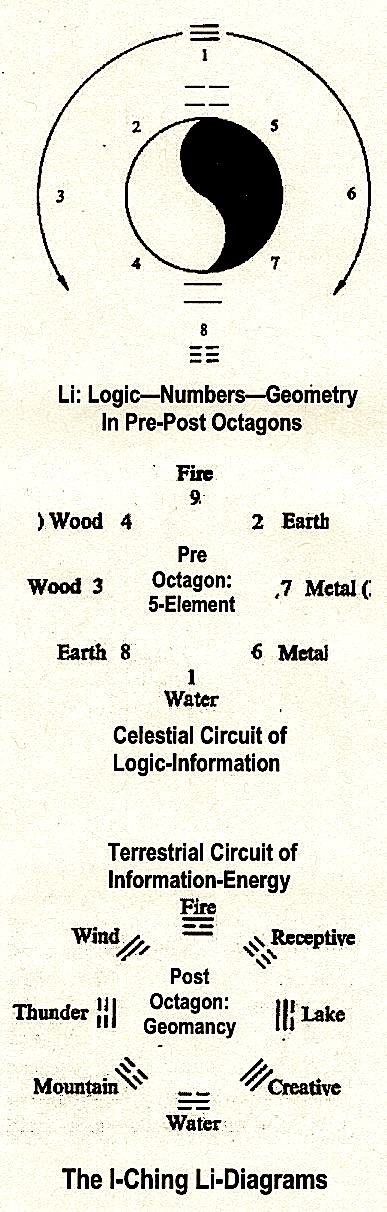 1
2 5
3 6
4 7
8
Li: Logic—Numbers—Geometry
In Pre-Post Octagons
Fire
9
) Wood 4 2 Earth
Pre
Octagon:
5-Element
Wood 3 7 Metal (
Earth 8 6 Metal
1
Water
Celestial Circuit of
Logic-Information
Terrestrial Circuit of
Information-Energy
Fire
Wind Receptive
Post
Octagon:
Geomancy
Thunder Lake
Mountain Creative
Water
The I-Ching Li-Diagrams